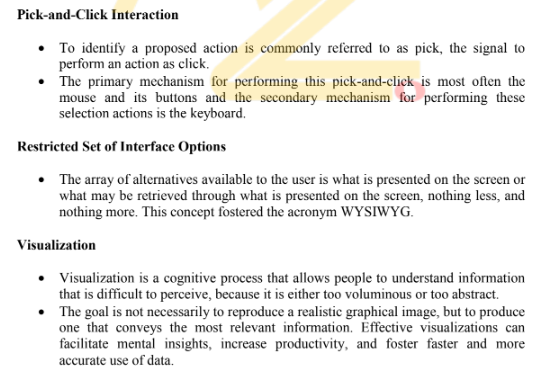 Pick-and-Click Interaction
• To identify a proposed action is commonly referred to as pick, the signal to
perform an action as click.
• The primary mechanism for performing this pick-and-click is most often the
mouse and its buttons and the secondary mechanism for performing these
selection actions is the keyboard.
Restricted Set of Interface Options
• The array of alternatives available to the user is what is presented on the screen or
what may be retrieved through what is presented on the screen, nothing less, and
nothing more. This concept fostered the acronym WYSIWYG.
Visualization
• Visualization is a cognitive process that allows people to understand information
that is difficult to perceive, because it is either too voluminous or too abstract.
• The goal is not necessarily to reproduce a realistic graphical image, but to produce
one that conveys the most relevant information. Effective visualizations can
facilitate mental insights, increase productivity, and foster faster and more
accurate use of data.